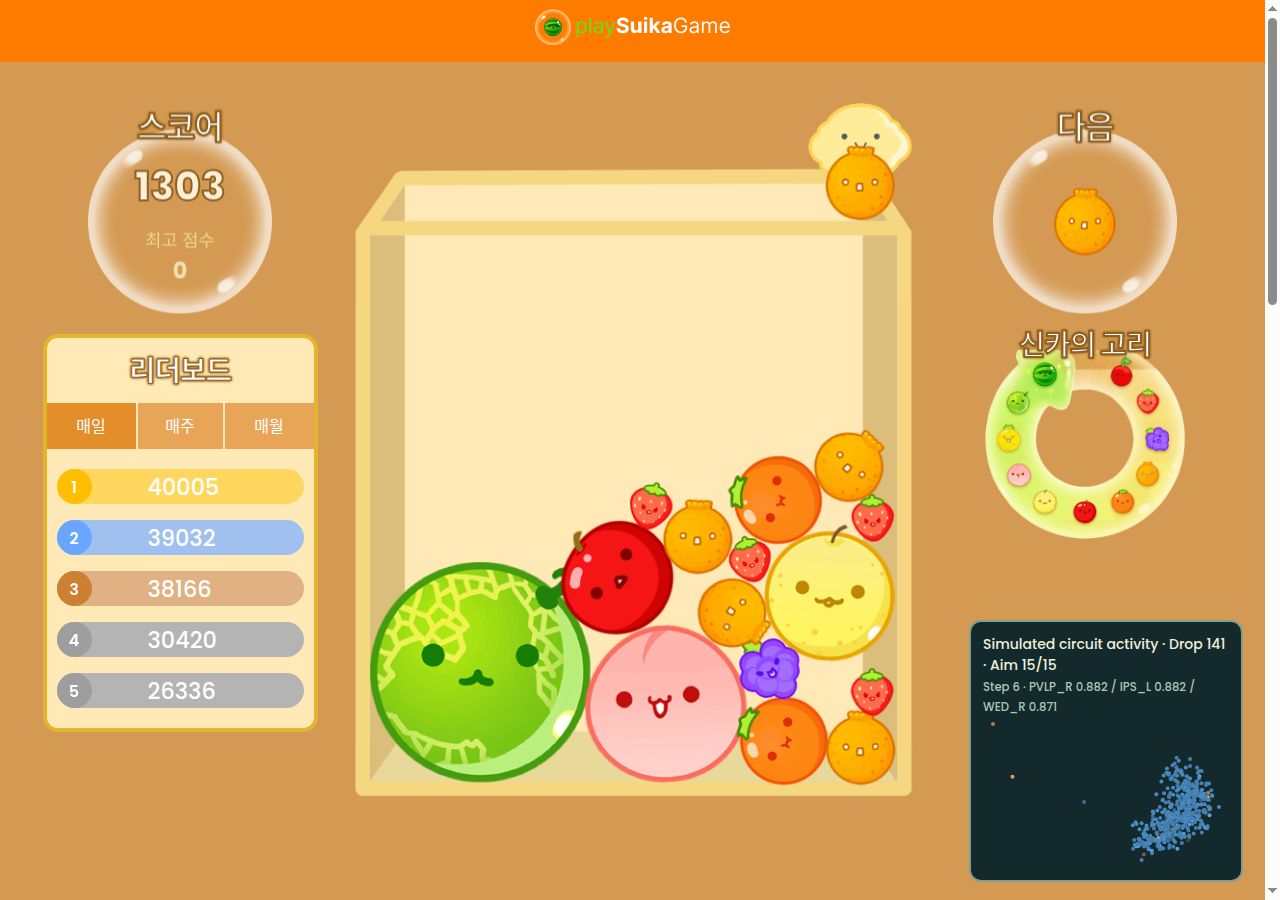 playSuikaGame
스코어
1303
최고 점수
0
다음
신카의 고리
리더보드
매일 매주 매월
1 40005
2 39032
3 38166
4 30420
5 26336
Simulated circuit activity · Drop 141
· Aim 15/15
Step 6 · PVLP_R 0.882 / IPS_L 0.882 /
WED_R 0.871